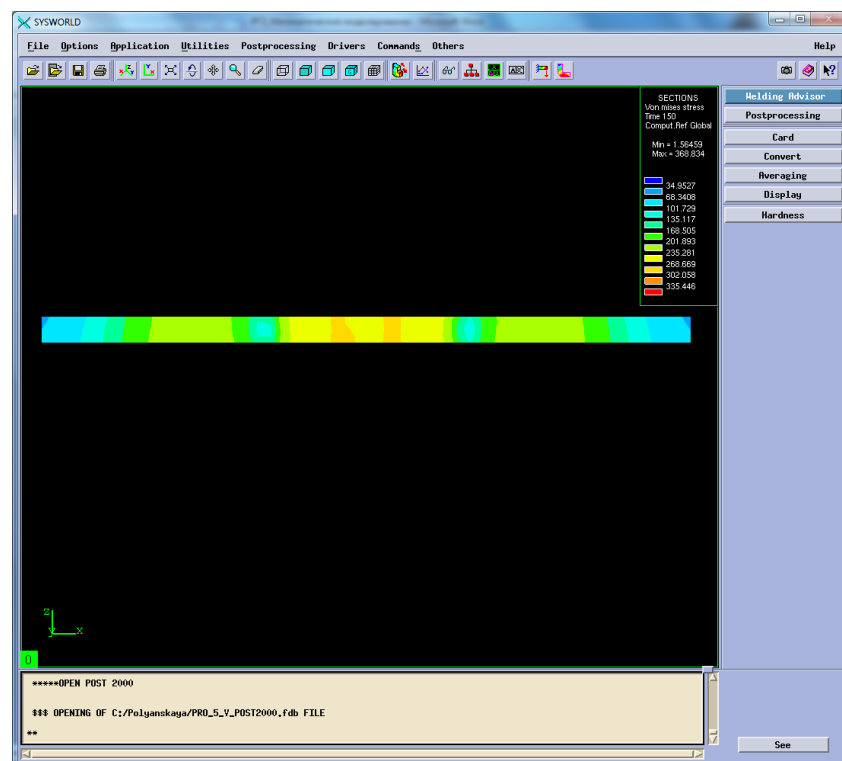 SYSWORLD
File Options Application Utilities Postprocessing Drivers Commands Others Help
SECTIONS
Von mises stress
Time 150
Comput.Ref Global
Min = 1.56459
Max = 368.834
34.9527
68.3408
101.729
135.117
168.505
201.893
235.281
268.669
302.058
335.446
Welding Advisor
Postprocessing
Card
Convert
Averaging
Display
Hardness
z
y x
0
*****OPEN POST 2000
$$$ OPENING OF C:/Polyanskaya/PRO_5_V_POST2000.fdb FILE
**
See